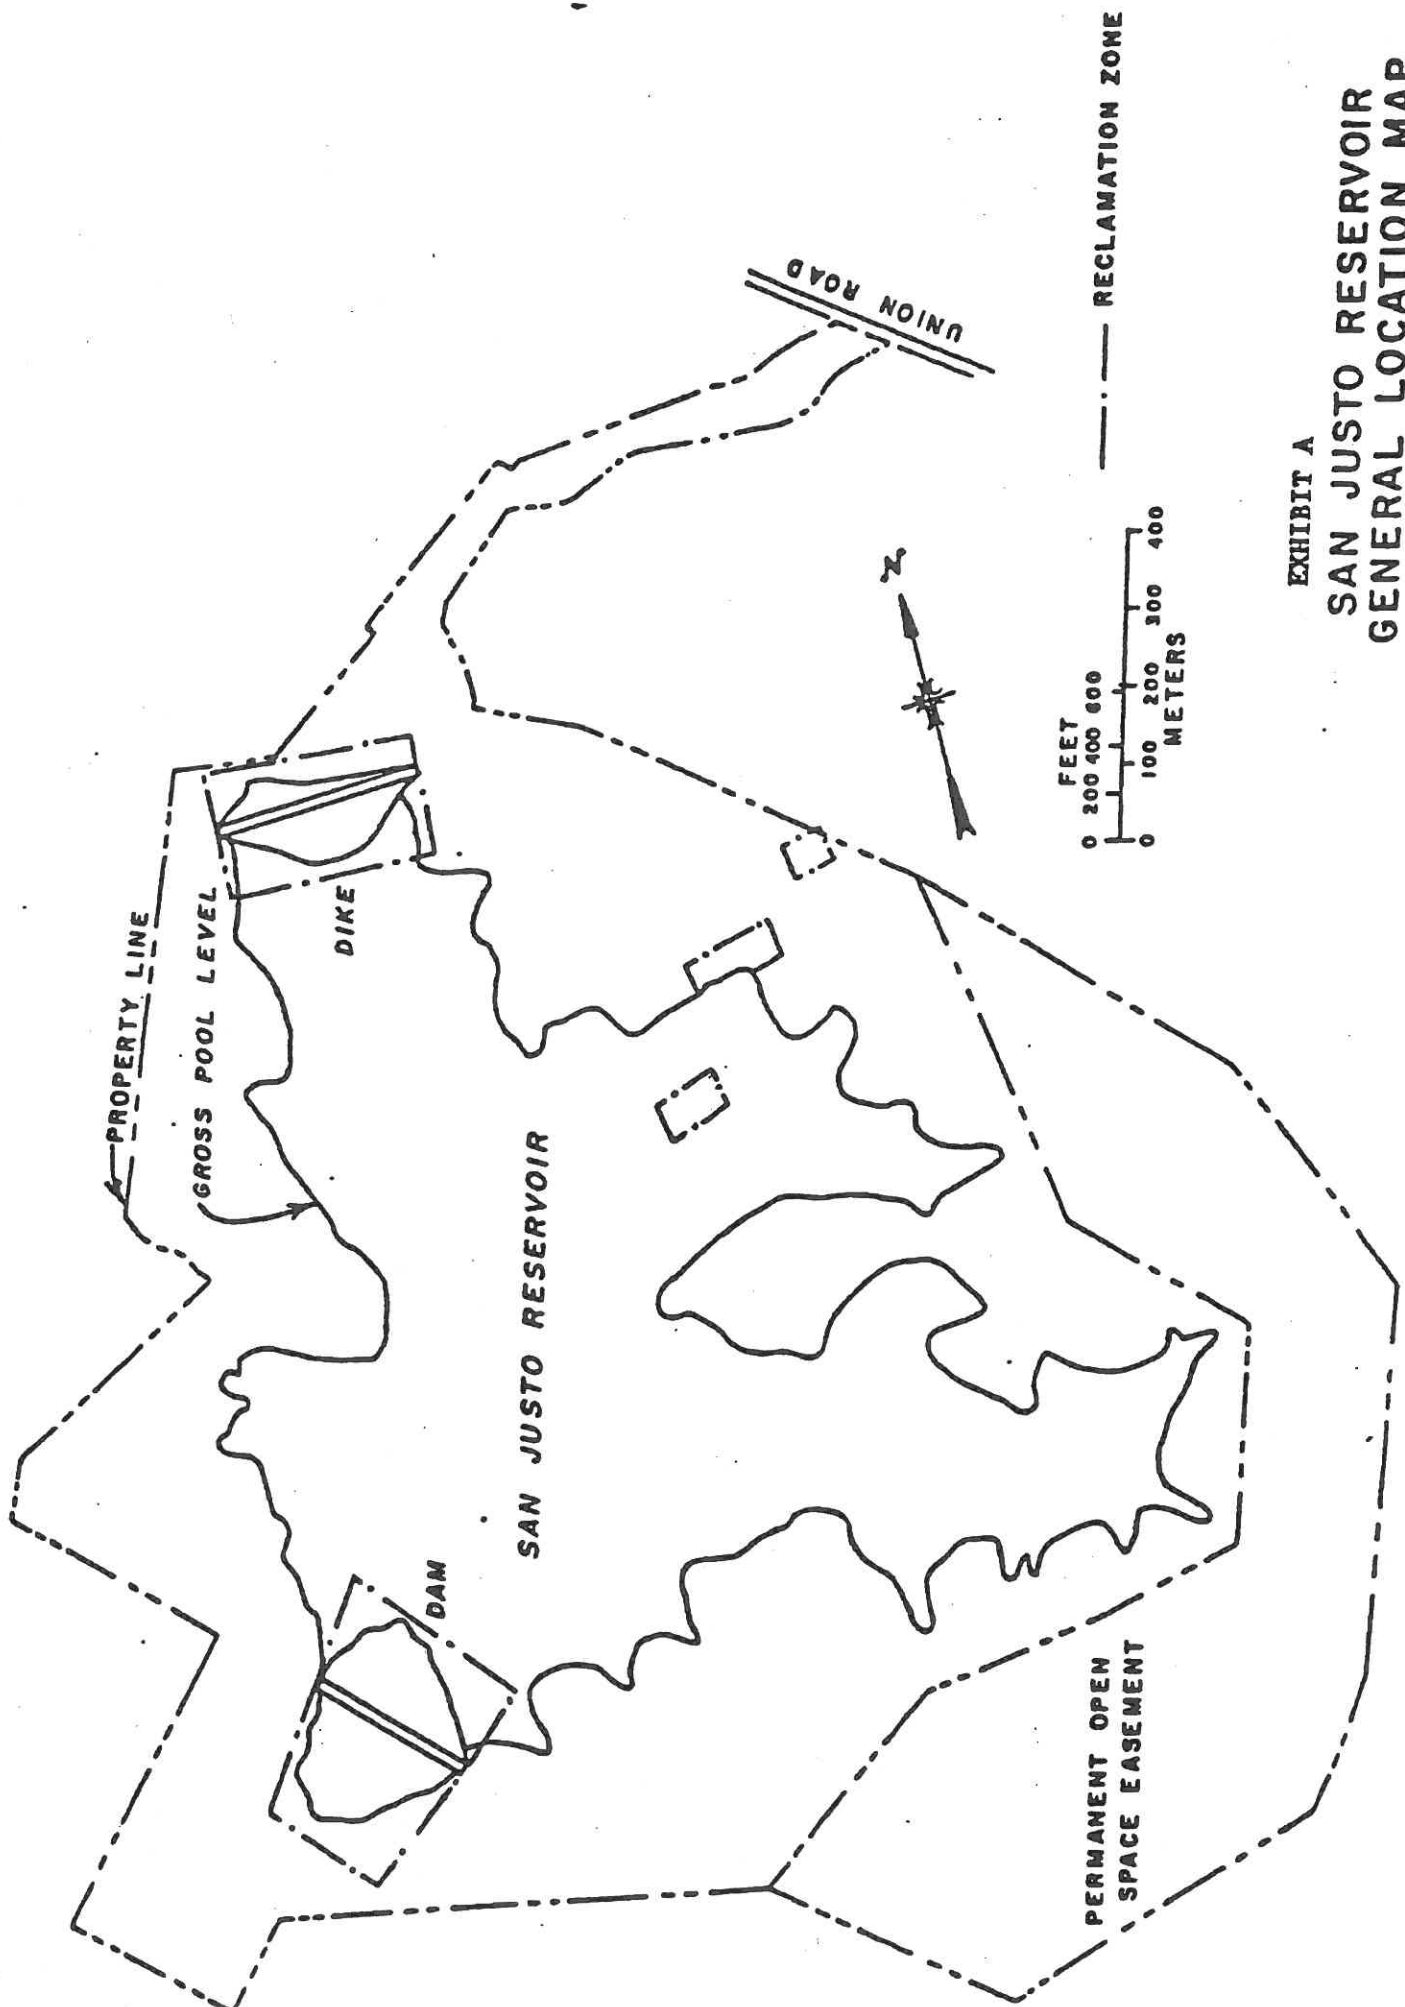 PROPERTY LINE
GROSS POOL LEVEL
DIKE
UNION ROAD
DAM
SAN JUSTO RESERVOIR
PERMANENT OPEN
SPACE EASEMENT
N
FEET
0 200 400 600
0 100 200 300 400
METERS
RECLAMATION ZONE
EXHIBIT A
SAN JUSTO RESERVOIR
GENERAL LOCATION MAP